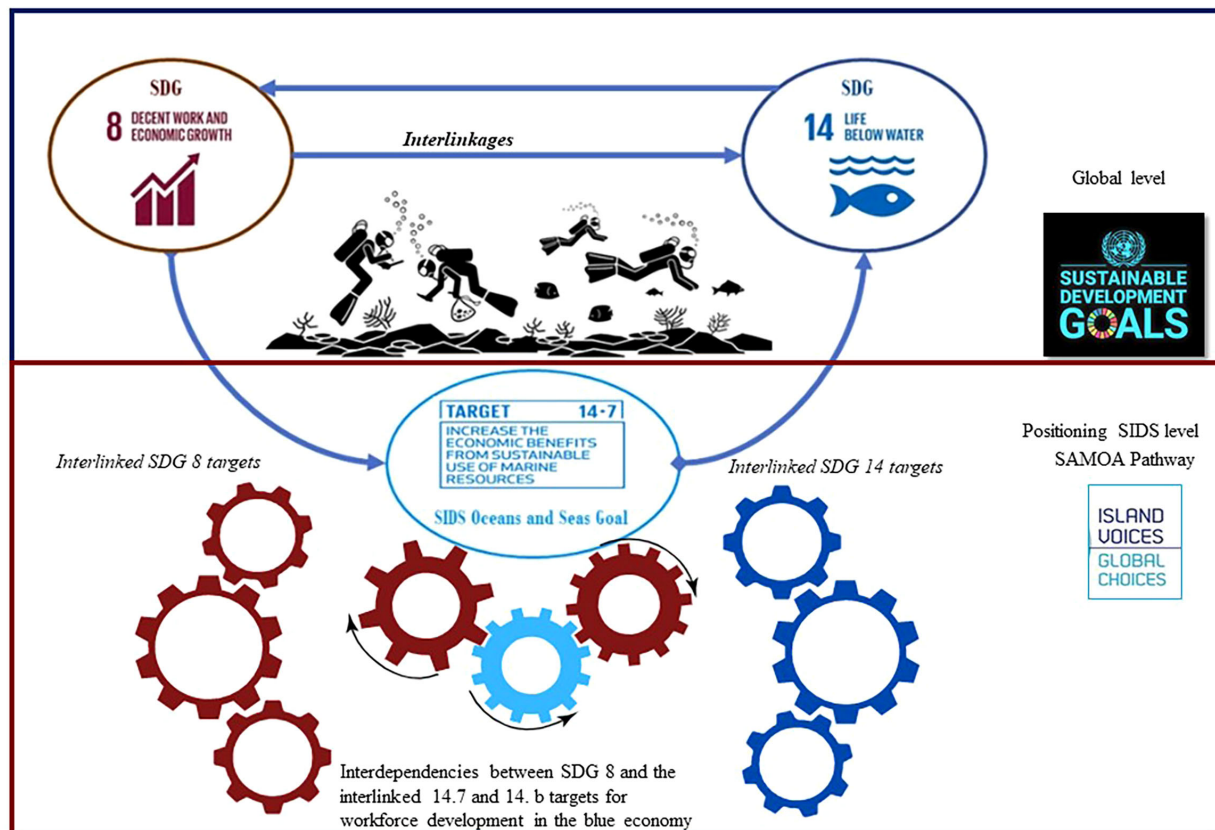 SDG
8 DECENT WORK AND
ECONOMIC GROWTH
Interlinkages
SDG
14 LIFE
BELOW WATER
Global level
SUSTAINABLE
DEVELOPMENT
GOALS
TARGET 14·7
INCREASE THE
ECONOMIC BENEFITS
FROM SUSTAINABLE
USE OF MARINE
RESOURCES
SIDS Oceans and Seas Goal
Interlinked SDG 8 targets
Interlinked SDG 14 targets
Positioning SIDS level
SAMOA Pathway
ISLAND
VOICES
GLOBAL
CHOICES
Interdependencies between SDG 8 and the
interlinked 14.7 and 14. b targets for
workforce development in the blue economy